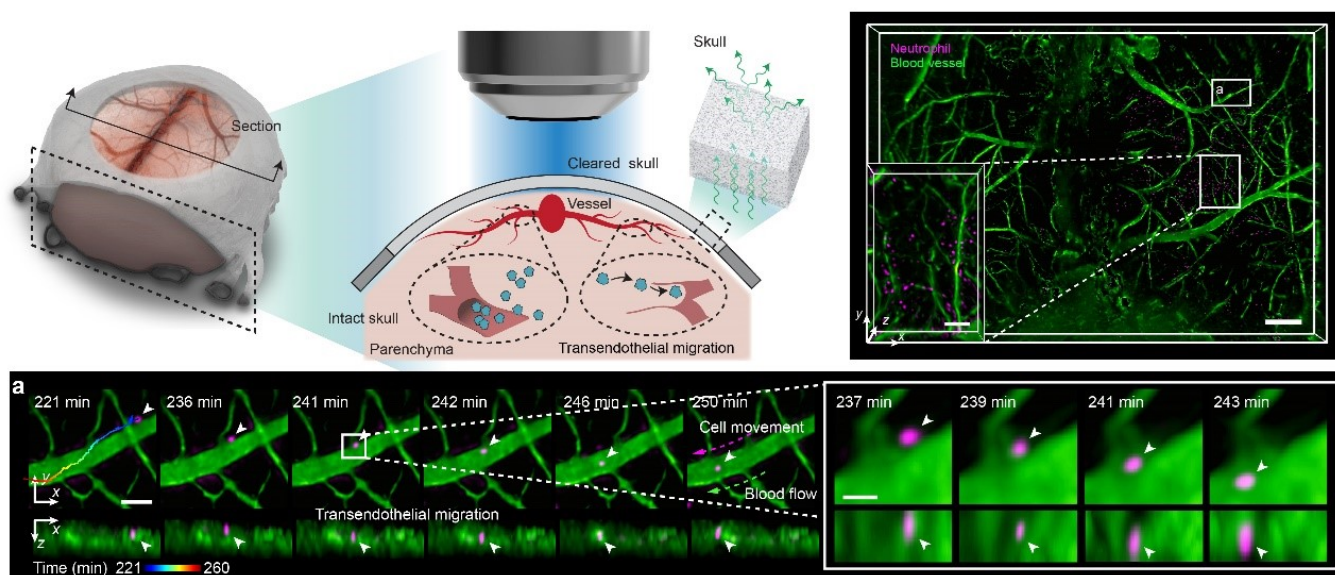 Section
Skull
Cleared skull
Vessel
Intact skull
Parenchyma
Transendothelial migration
Neutrophil
Blood vessel
a
y
z
x
a
221 min
236 min
241 min
242 min
246 min
250 min
Cell movement
Blood flow
y
x
Transendothelial migration
x
z
Time (min) 221 260
237 min
239 min
241 min
243 min